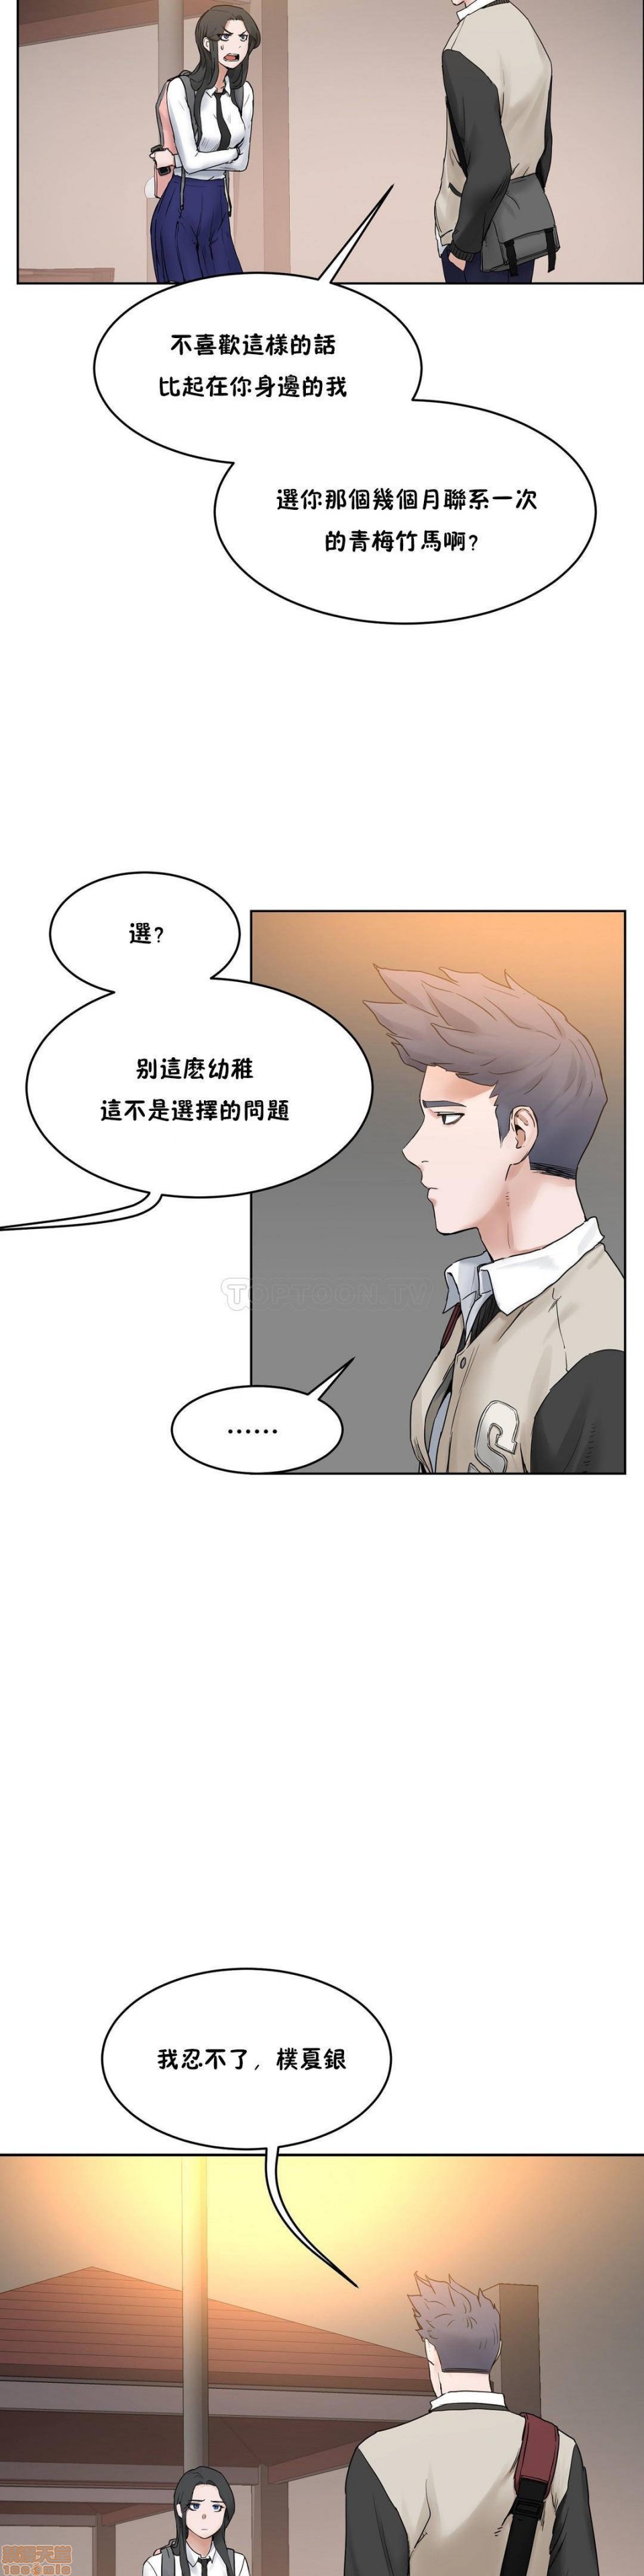 不喜歡這樣的話
比起在你身邊的我
選你那個幾個月聯系一次
的青梅竹馬啊?
選?
别這麽幼稚
這不是選擇的問題
TOPTOON.TV
......
S
我忍不了, 樸夏銀